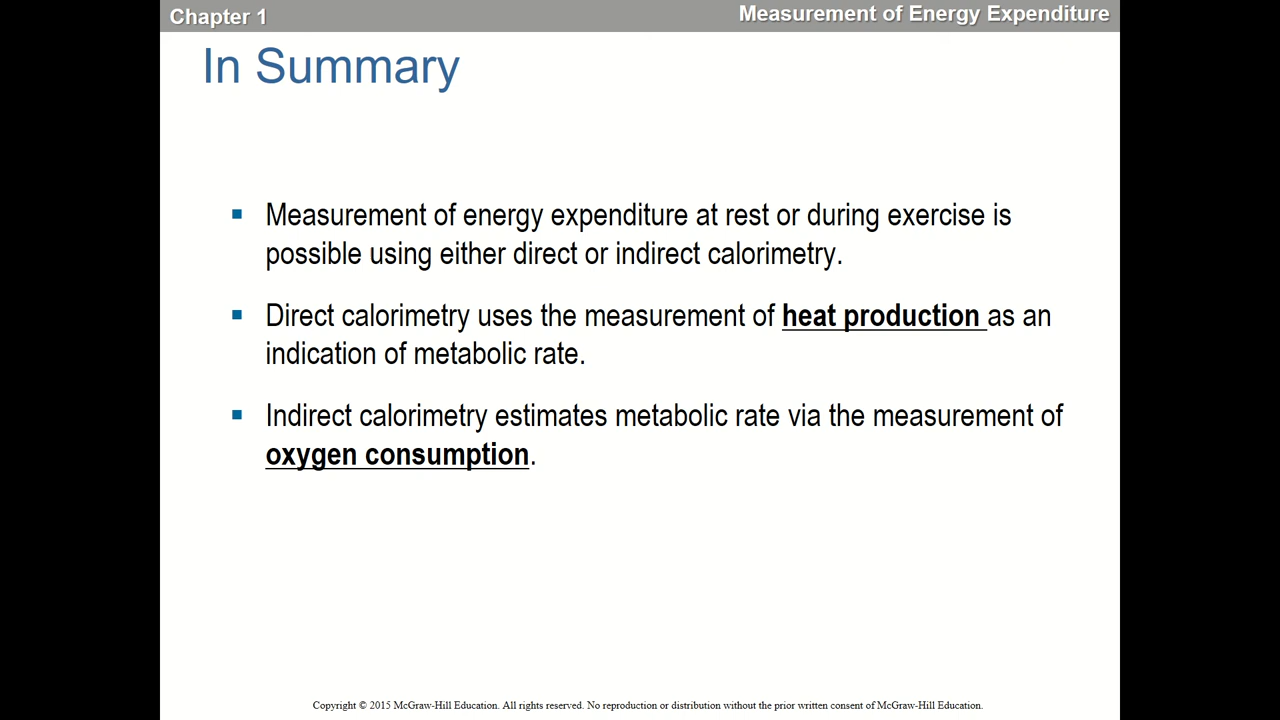 Chapter 1
Measurement of Energy Expenditure
In Summary
Measurement of energy expenditure at rest or during exercise is
possible using either direct or indirect calorimetry.
Direct calorimetry uses the measurement of heat production as an
indication of metabolic rate.
Indirect calorimetry estimates metabolic rate via the measurement of
oxygen consumption.
Copyright © 2015 McGraw-Hill Education. All rights reserved. No reproduction or distribution without the prior written consent of McGraw-Hill Education.